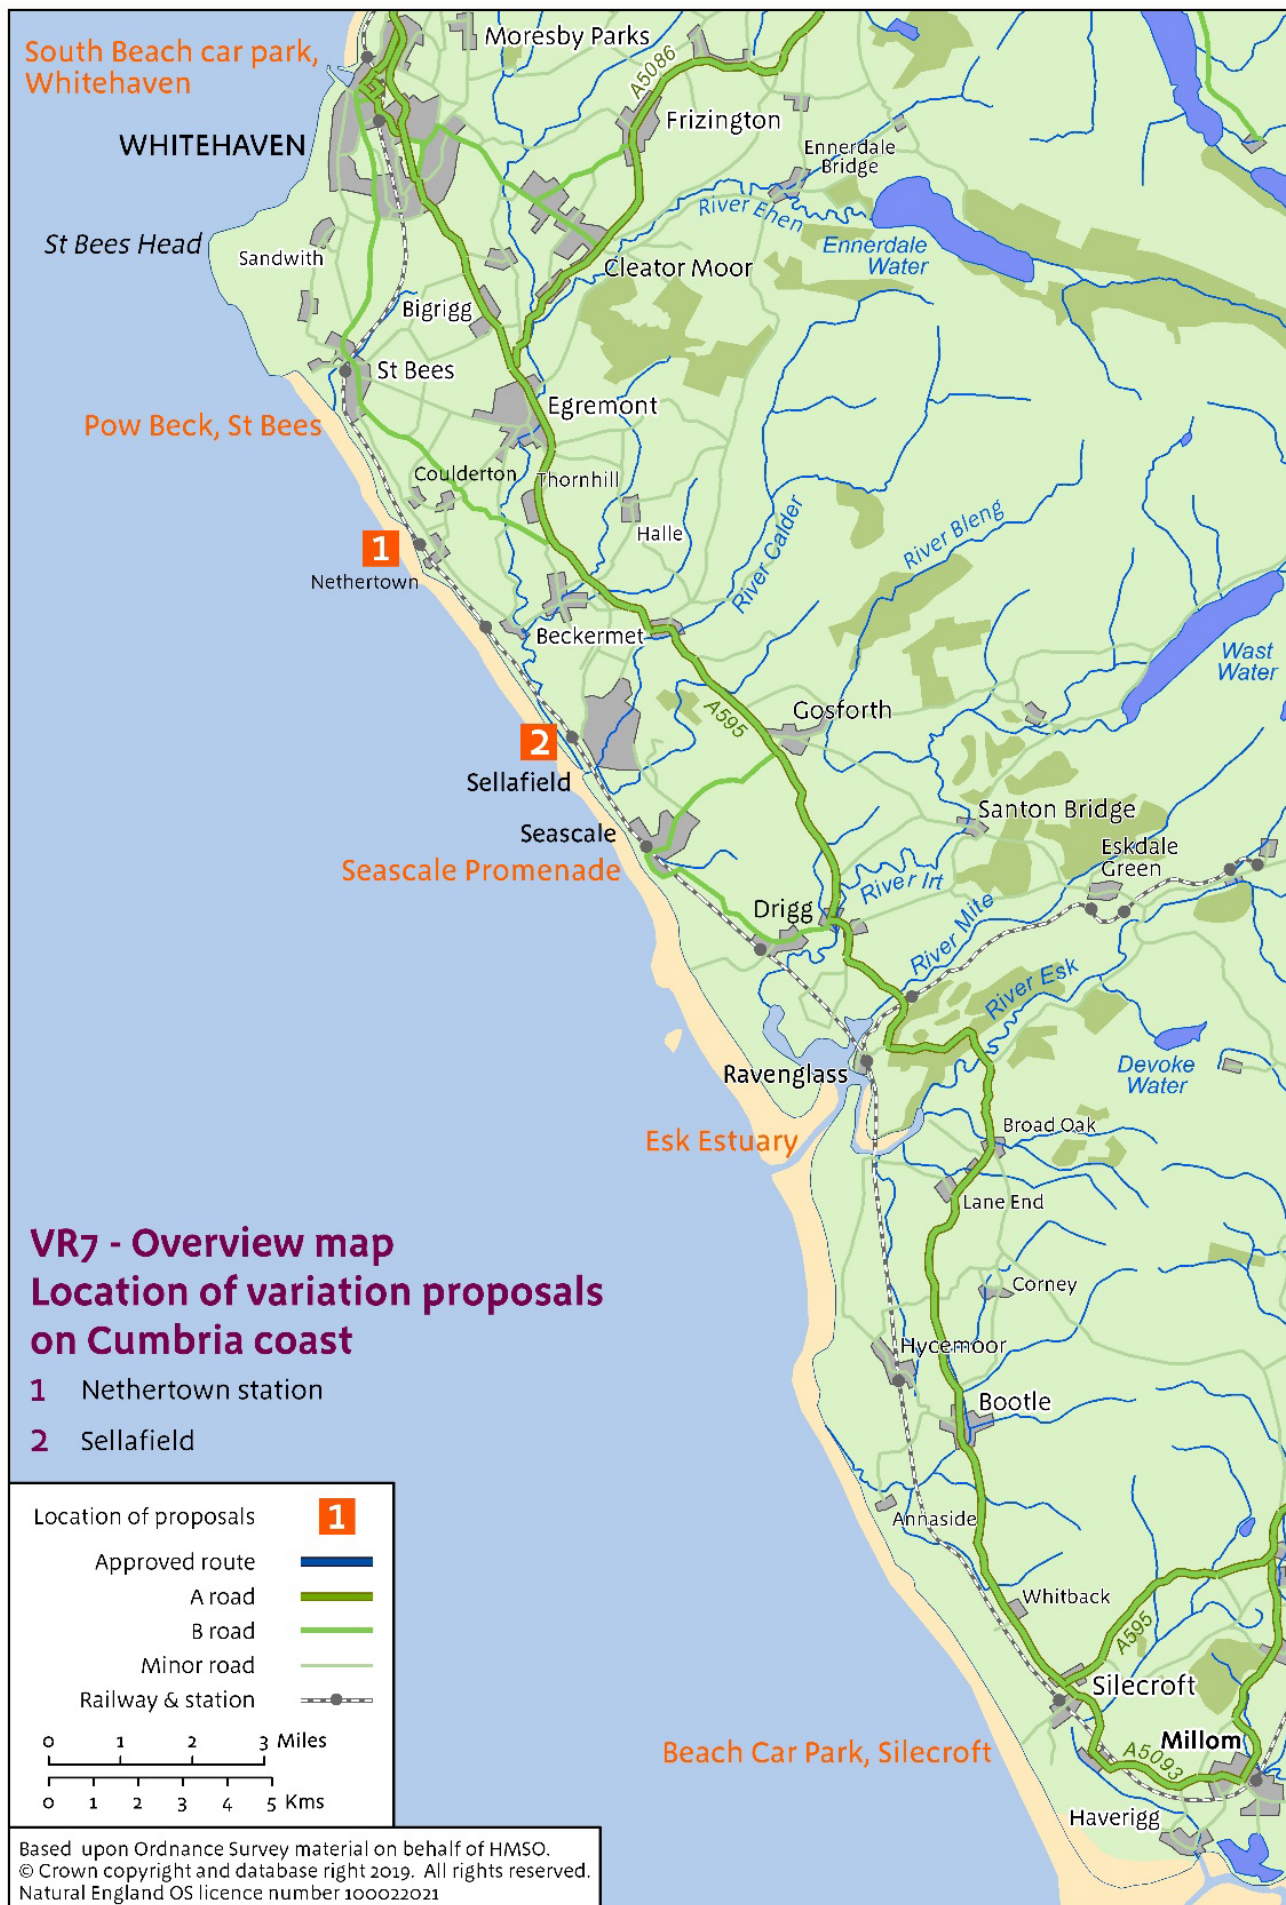 South Beach car park,
Whitehaven
Moresby Parks
A5086
Frizington
WHITEHAVEN
Ennerdale
Bridge
River Ehen
St Bees Head
Sandwith
Ennerdale
Water
Cleator Moor
Bigrigg
St Bees
Pow Beck, St Bees
Egremont
Coulderton
Thornhill
Halle
River Calder
River Bleng
1
Nethertown
Beckermet
Wast
Water
A595
Gosforth
2
Sellafield
Santon Bridge
Seascale
Seascale Promenade
Eskdale
Green
River Irt
Drigg
River Mite
River Esk
Ravenglass
Devoke
Water
Esk Estuary
Broad Oak
Lane End
VR7 - Overview map
Location of variation proposals
on Cumbria coast
1 Nethertown station
2 Sellafield
Corney
Hycemoor
Bootle
Annaside
Whitback
A595
Silecroft
Beach Car Park, Silecroft
Millom
A5093
Haverigg
Location of proposals 1
Approved route
A road
B road
Minor road
Railway & station
0 1 2 3 Miles
0 1 2 3 4 5 Kms
Based upon Ordnance Survey material on behalf of HMSO.
© Crown copyright and database right 2019. All rights reserved.
Natural England OS licence number 100022021